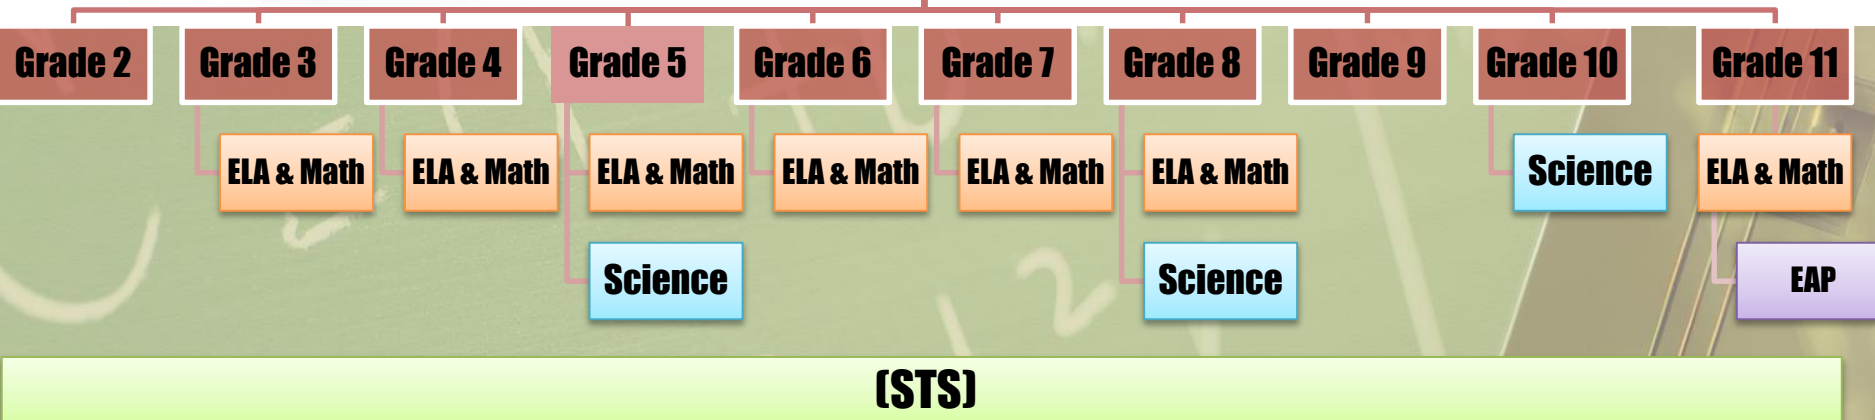 Grade 2
Grade 3
Grade 4
Grade 5
Grade 6
Grade 7
Grade 8
Grade 9
Grade 10
Grade 11
ELA & Math
ELA & Math
ELA & Math
ELA & Math
ELA & Math
ELA & Math
Science
ELA & Math
Science
Science
EAP
(STS)